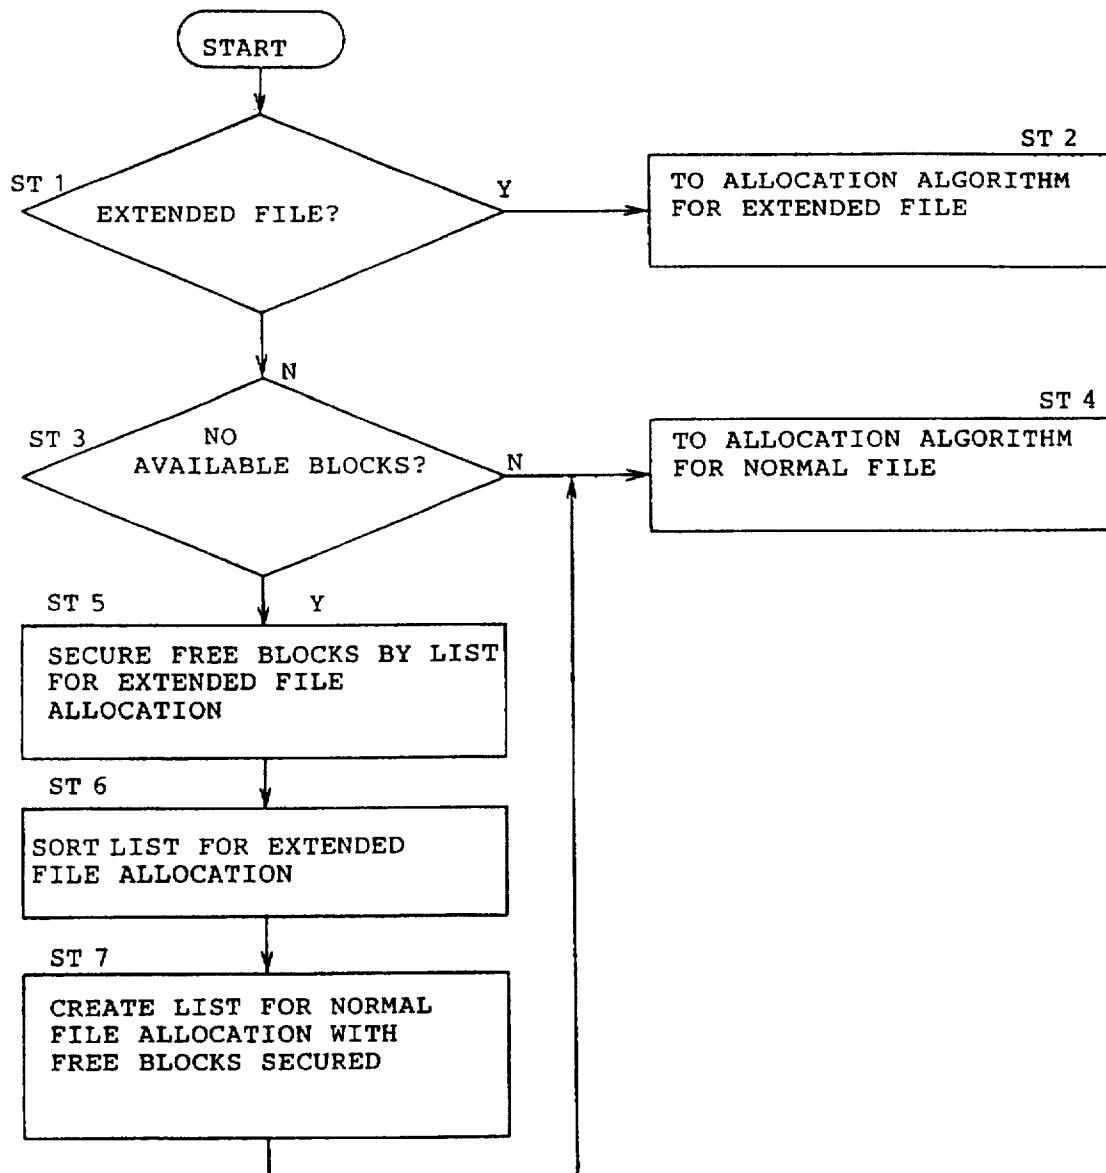 START
ST 1
EXTENDED FILE?
Y
ST 2
TO ALLOCATION ALGORITHM
FOR EXTENDED FILE
N
ST 3
NO
AVAILABLE BLOCKS?
N
ST 4
TO ALLOCATION ALGORITHM
FOR NORMAL FILE
Y
ST 5
SECURE FREE BLOCKS BY LIST
FOR EXTENDED FILE
ALLOCATION
ST 6
SORT LIST FOR EXTENDED
FILE ALLOCATION
ST 7
CREATE LIST FOR NORMAL
FILE ALLOCATION WITH
FREE BLOCKS SECURED